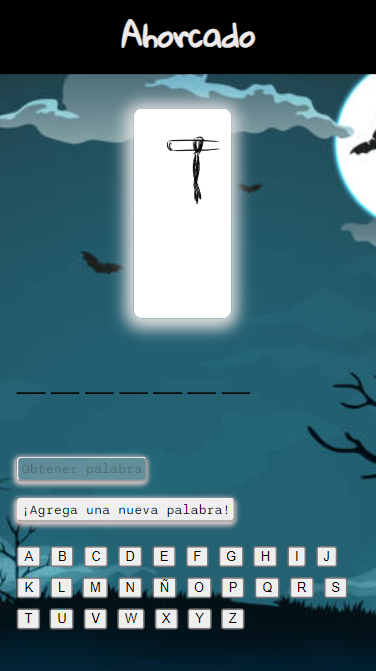 Ahorcado
Obtener palabra
¡Agrega una nueva palabra!
A B C D E F G H I J
K L M N Ñ O P Q R S
T U V W X Y Z